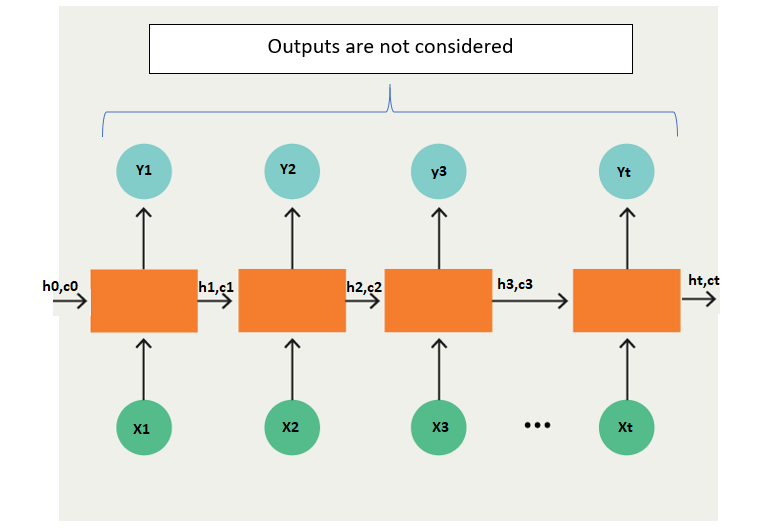 Outputs are not considered
Y1 Y2 y3 Yt
h0,c0 h1,c1 h2,c2 h3,c3 ht,ct
X1 X2 X3 ... Xt